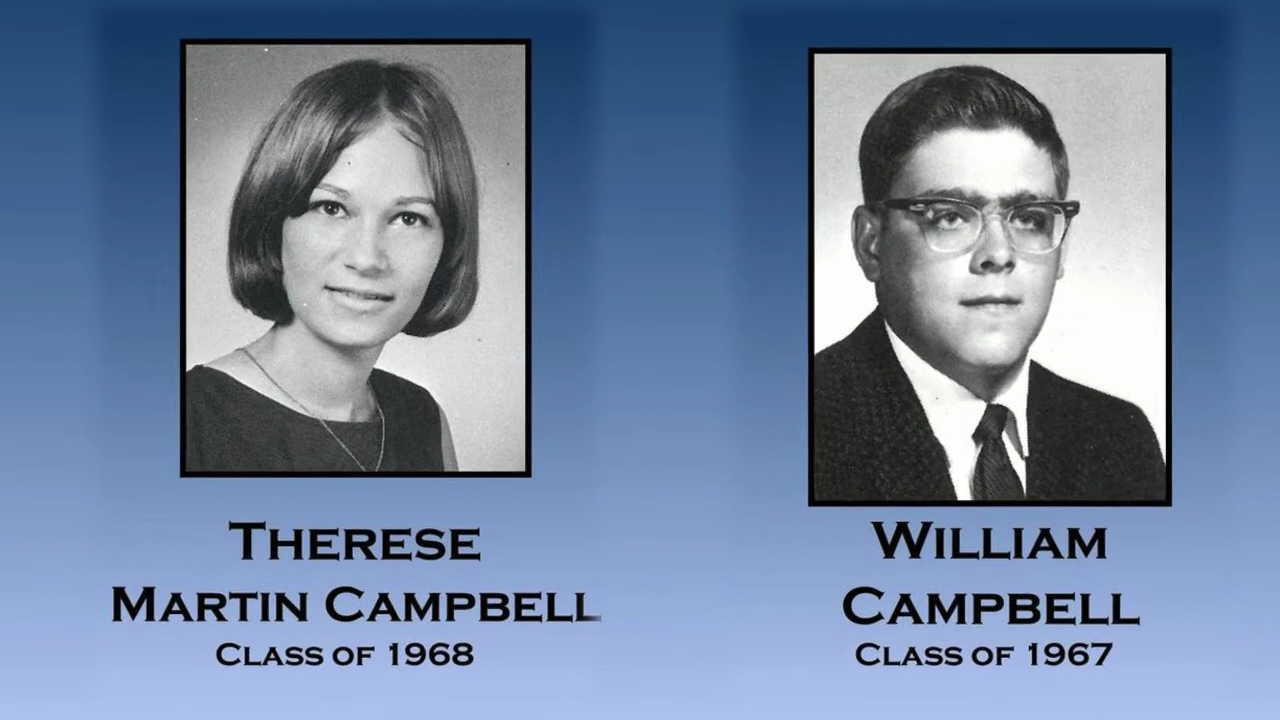 Therese
Martin Campbell
Class of 1968
William
Campbell
Class of 1967